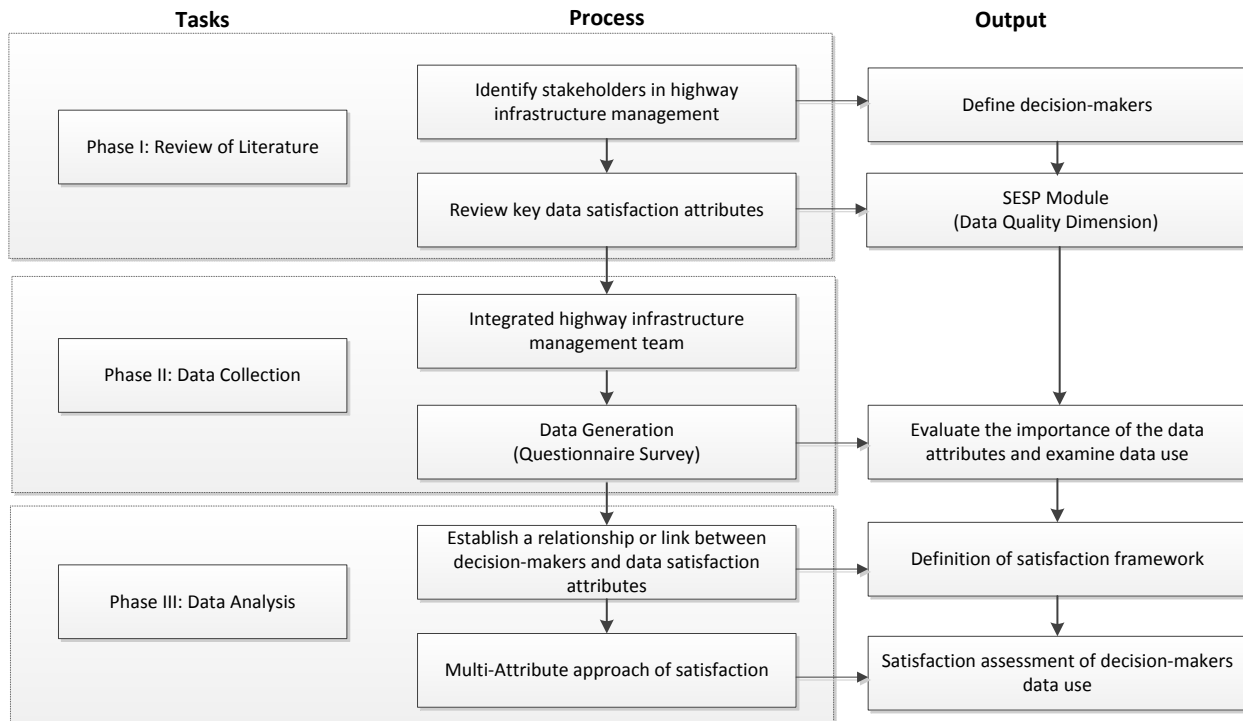 Tasks
Process
Output
Phase I: Review of Literature
Identify stakeholders in highway
infrastructure management
Define decision-makers
Review key data satisfaction attributes
SESP Module
(Data Quality Dimension)
Phase II: Data Collection
Integrated highway infrastructure
management team
Data Generation
(Questionnaire Survey)
Evaluate the importance of the data
attributes and examine data use
Phase III: Data Analysis
Establish a relationship or link between
decision-makers and data satisfaction
attributes
Definition of satisfaction framework
Multi-Attribute approach of satisfaction
Satisfaction assessment of decision-makers
data use